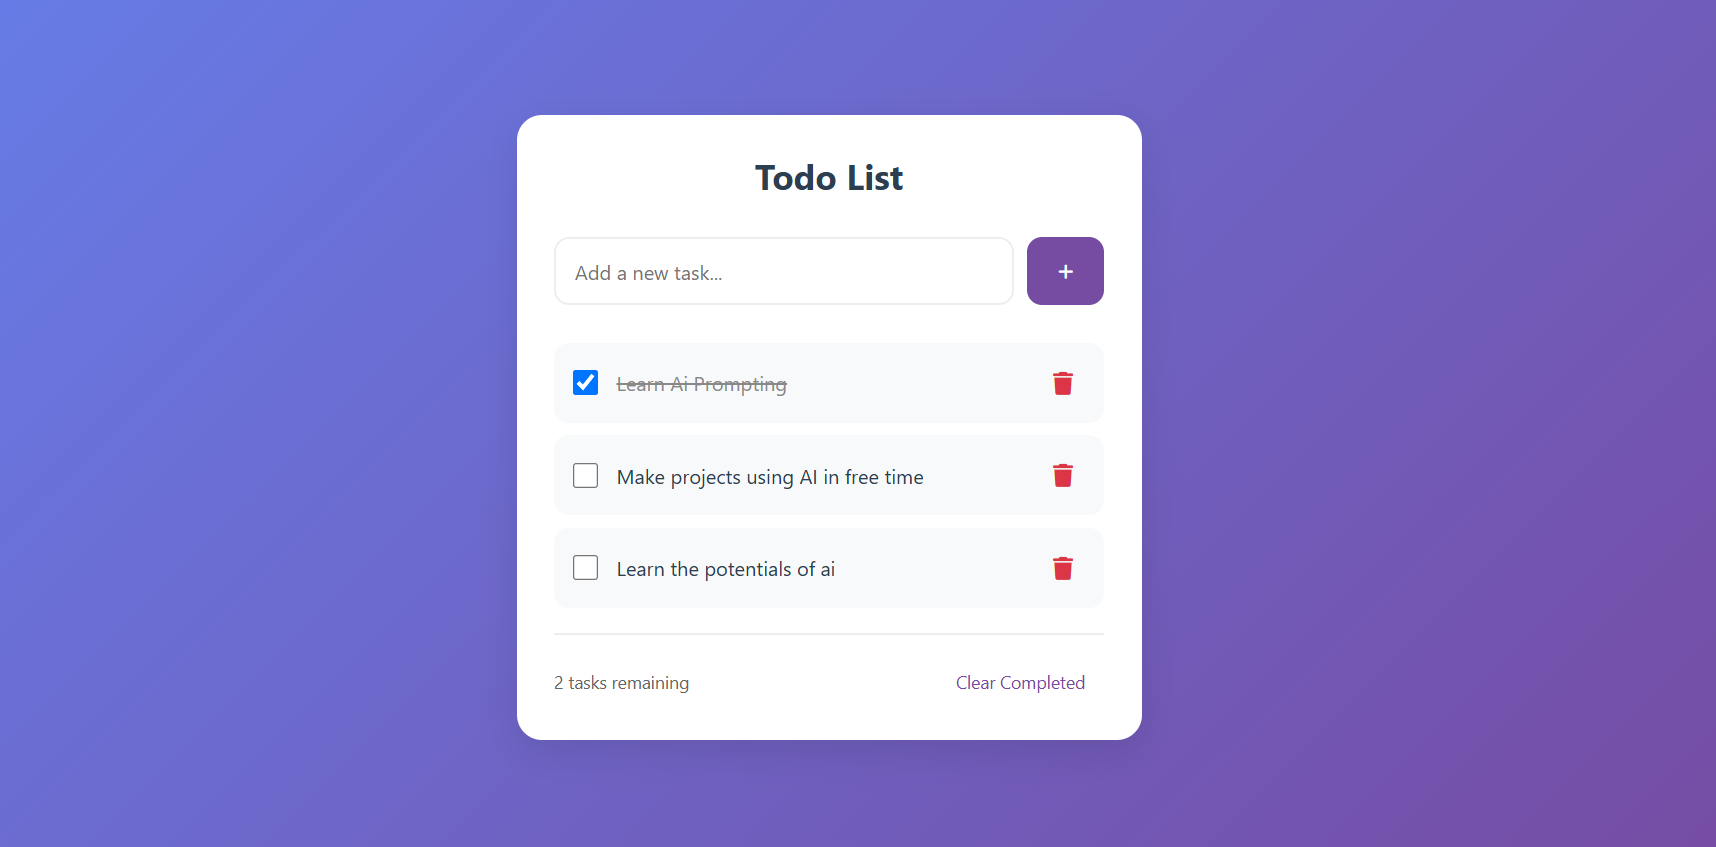 Todo List
Add a new task...
+
Learn Ai Prompting
Make projects using AI in free time
Learn the potentials of ai
2 tasks remaining
Clear Completed